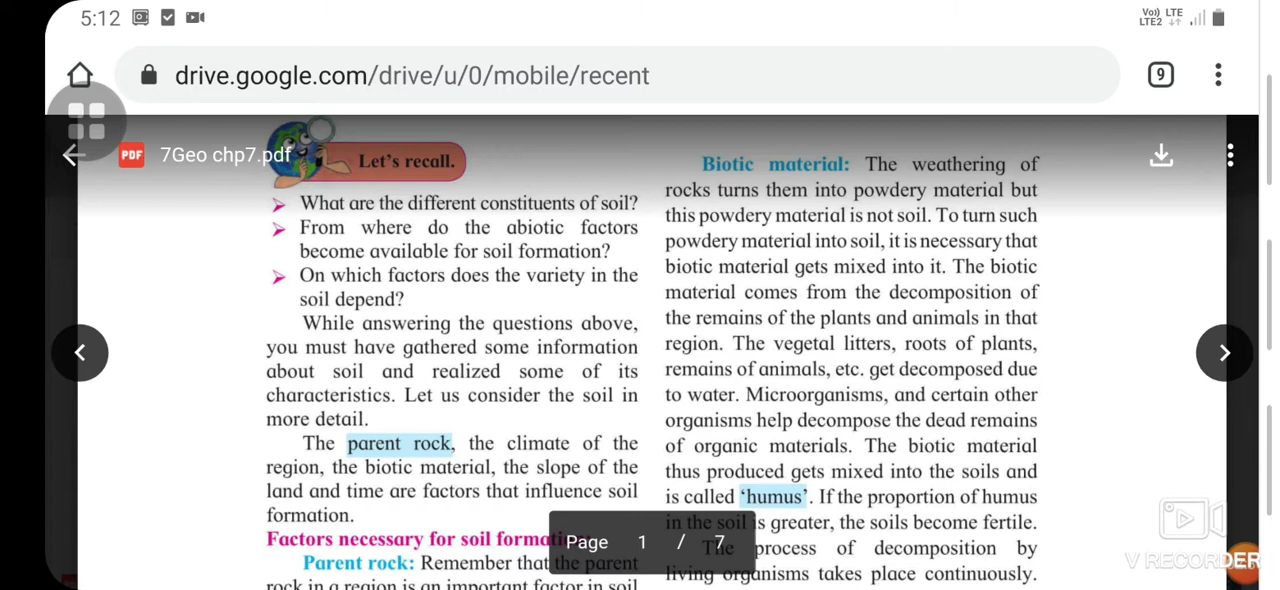 5:12
Vo) LTE
LTE2
drive.google.com/drive/u/0/mobile/recent
9
PDF 7Geo chp7.pdf
Let's recall.
What are the different constituents of soil?
From where do the abiotic factors
become available for soil formation?
On which factors does the variety in the
soil depend?
While answering the questions above,
you must have gathered some information
about soil and realized some of its
characteristics. Let us consider the soil in
more detail.
The parent rock, the climate of the
region, the biotic material, the slope of the
land and time are factors that influence soil
formation.
Factors necessary for soil formation
Parent rock: Remember that the parent
rock in a region is an important factor in soil
Biotic material: The weathering of
rocks turns them into powdery material but
this powdery material is not soil. To turn such
powdery material into soil, it is necessary that
biotic material gets mixed into it. The biotic
material comes from the decomposition of
the remains of the plants and animals in that
region. The vegetal litters, roots of plants,
remains of animals, etc. get decomposed due
to water. Microorganisms, and certain other
organisms help decompose the dead remains
of organic materials. The biotic material
thus produced gets mixed into the soils and
is called ‘humus’. If the proportion of humus
in the soil is greater, the soils become fertile.
The process of decomposition by
living organisms takes place continuously.
Page 1 / 7
V RECORDER